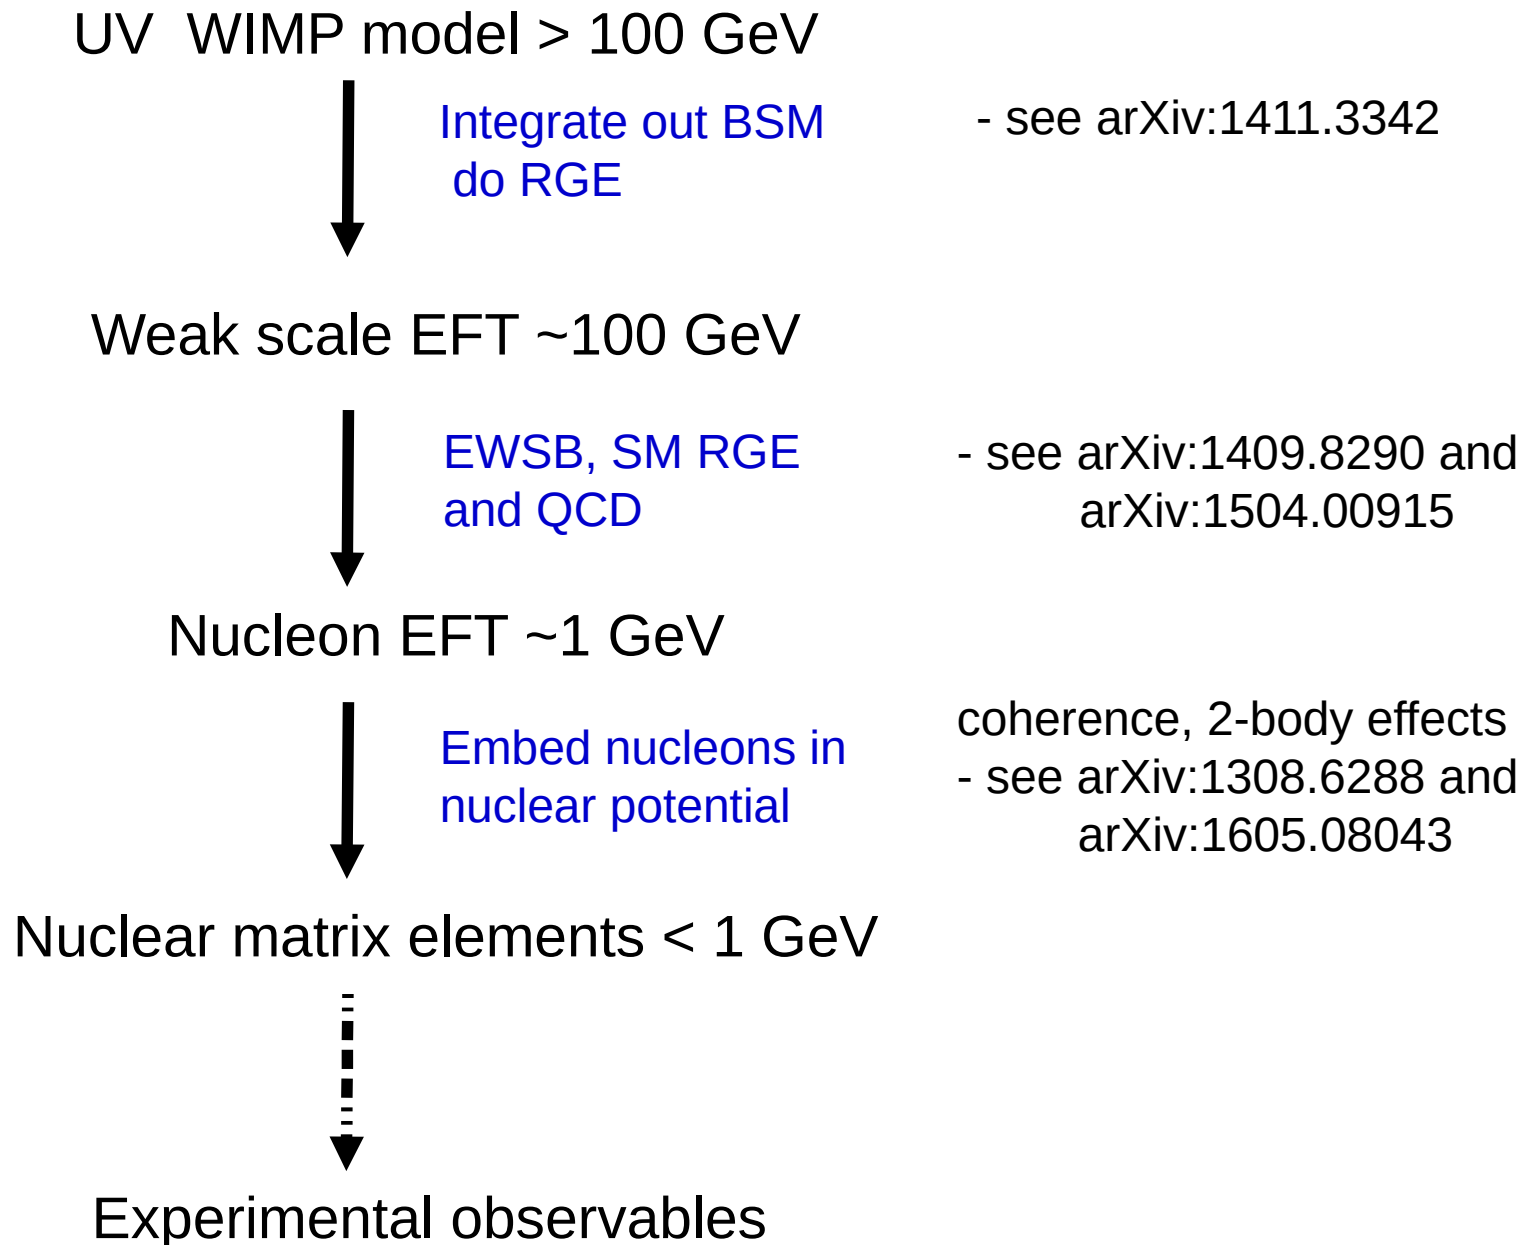 UV  WIMP model > 100 GeV
Integrate out BSM
do RGE
- see arXiv:1411.3342
Weak scale EFT ~100 GeV
EWSB, SM RGE
and QCD
- see arXiv:1409.8290 and
arXiv:1504.00915
Nucleon EFT ~1 GeV
Embed nucleons in
nuclear potential
coherence, 2-body effects
- see arXiv:1308.6288 and
arXiv:1605.08043
Nuclear matrix elements < 1 GeV
Experimental observables